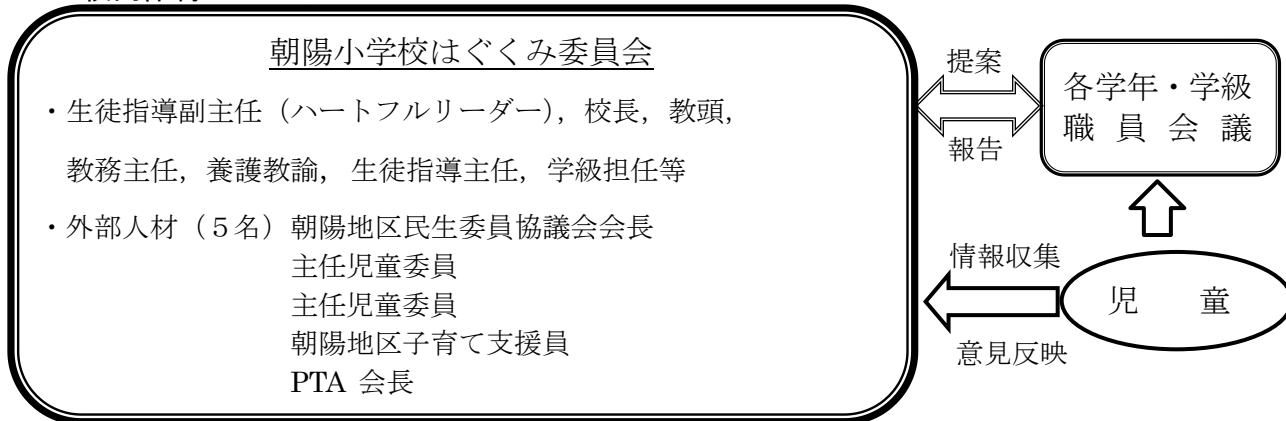 朝陽小学校はぐくみ委員会
・生徒指導副主任（ハートフルリーダー），校長，教頭，
教務主任，養護教諭， 生徒指導主任，学級担任等
・外部人材（５名）朝陽地区民生委員協議会会長
主任児童委員
主任児童委員
朝陽地区子育て支援員
PTA 会長
提案
報告
各学年・学級
職 員 会 議
情報収集
意見反映
児 童